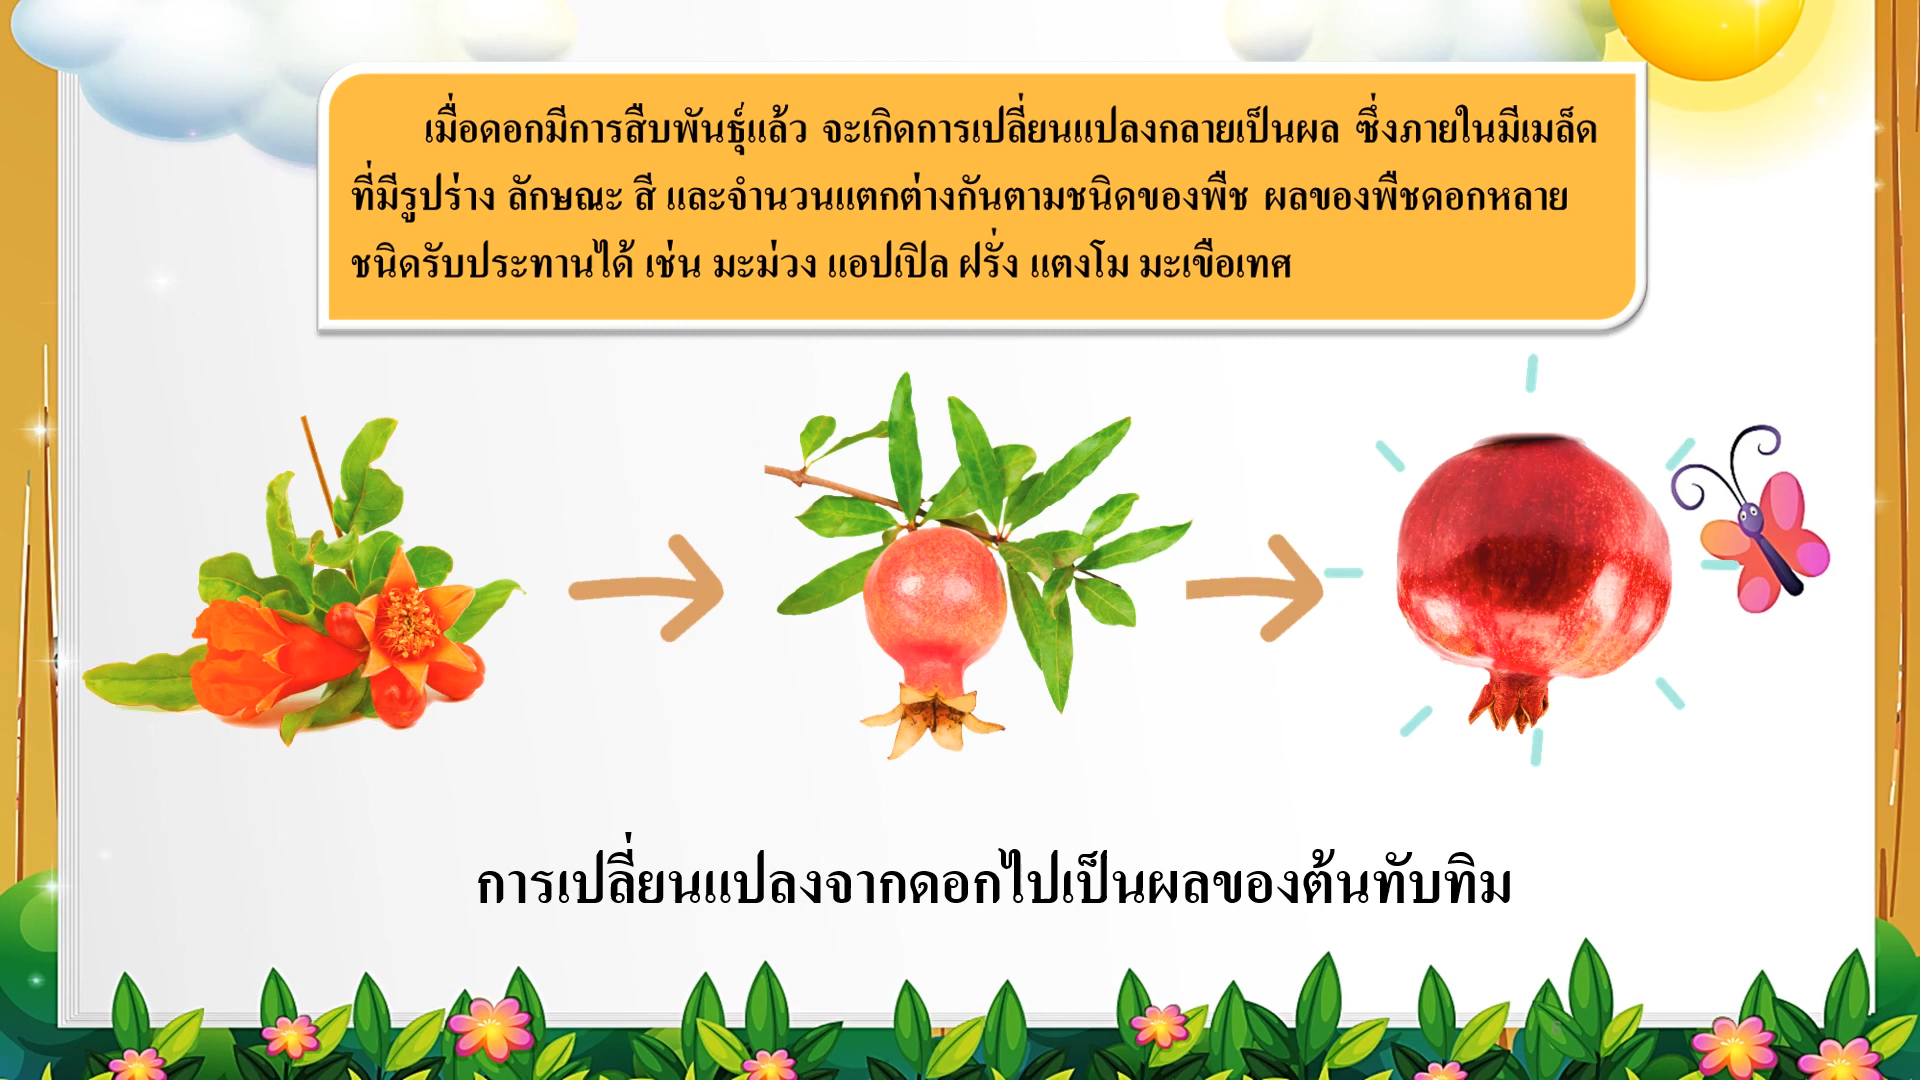 เมื่อดอกมีการสืบพันธุ์แล้ว จะเกิดการเปลี่ยนแปลงกลายเป็นผล ซึ่งภายในมีเมล็ด
ที่มีรูปร่าง ลักษณะ สี และจำนวนแตกต่างกันตามชนิดของพืช ผลของพืชดอกหลาย
ชนิดรับประทานได้ เช่น มะม่วง แอปเปิล ฝรั่ง แตงโม มะเขือเทศ
การเปลี่ยนแปลงจากดอกไปเป็นผลของต้นทับทิม
6